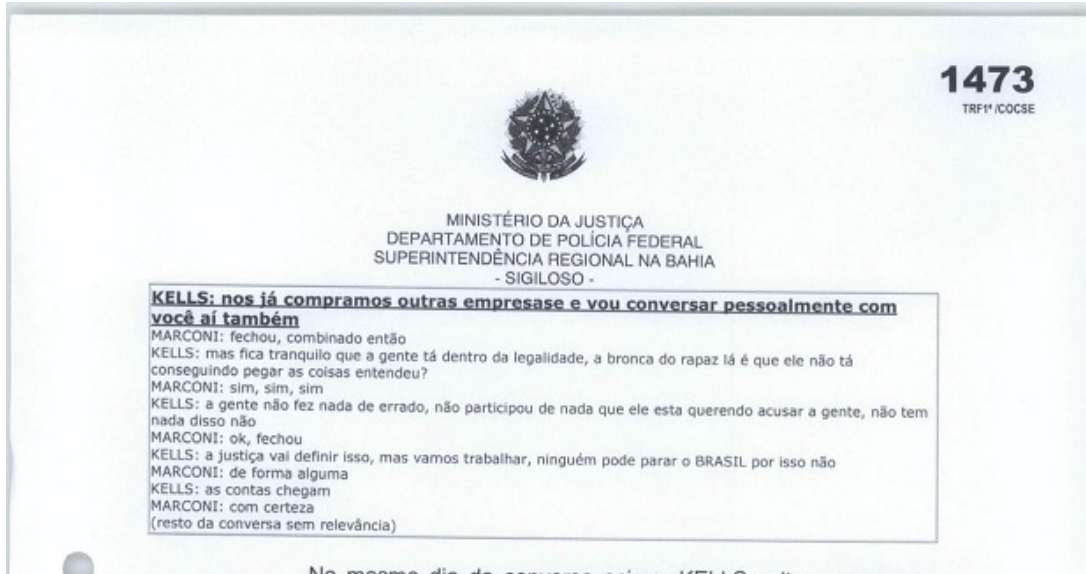 1473
TRF1ª/COCSE
MINISTÉRIO DA JUSTIÇA
DEPARTAMENTO DE POLÍCIA FEDERAL
SUPERINTENDÊNCIA REGIONAL NA BAHIA
- SIGILOSO -
KELLS: nos já compramos outras empresase e vou conversar pessoalmente com
você aí também
MARCONI: fechou, combinado então
KELLS: mas fica tranquilo que a gente tá dentro da legalidade, a bronca do rapaz lá é que ele não tá
conseguindo pegar as coisas entendeu?
MARCONI: sim, sim, sim
KELLS: a gente não fez nada de errado, não participou de nada que ele esta querendo acusar a gente, não tem
nada disso não
MARCONI: ok, fechou
KELLS: a justiça vai definir isso, mas vamos trabalhar, ninguém pode parar o BRASIL por isso não
MARCONI: de forma alguma
KELLS: as contas chegam
MARCONI: com certeza
(resto da conversa sem relevância)